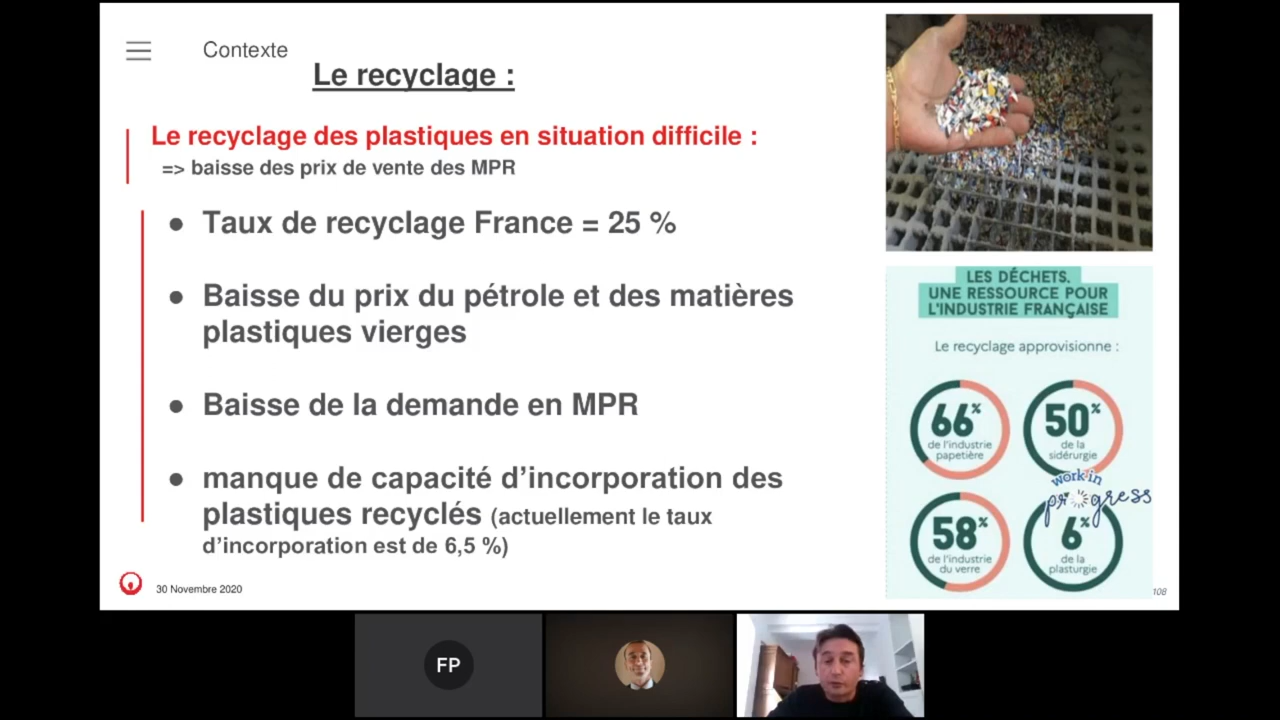 Contexte
Le recyclage :
Le recyclage des plastiques en situation difficile :
=> baisse des prix de vente des MPR
● Taux de recyclage France = 25 %
● Baisse du prix du pétrole et des matières
plastiques vierges
● Baisse de la demande en MPR
● manque de capacité d’incorporation des
plastiques recyclés (actuellement le taux
d’incorporation est de 6,5 %)
30 Novembre 2020
LES DÉCHETS,
UNE RESSOURCE POUR
L'INDUSTRIE FRANÇAISE
Le recyclage approvisionne :
66%
de l'industrie
papetière
50%
de la
sidérurgie
work in
progress
58%
de l'industrie
du verre
6%
de la
plasturgie
108
FP